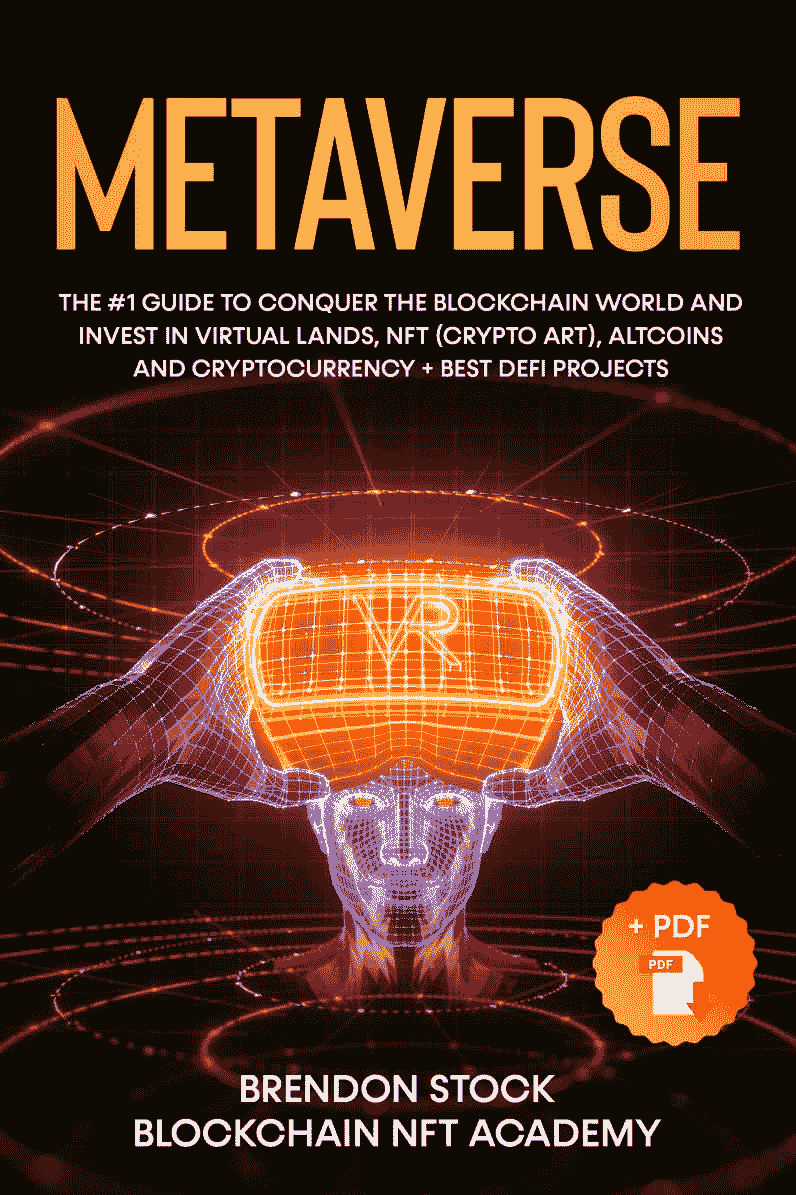 METAVERSE
THE #1 GUIDE TO CONQUER THE BLOCKCHAIN WORLD AND
INVEST IN VIRTUAL LANDS, NFT (CRYPTO ART), ALTCOINS
AND CRYPTOCURRENCY + BEST DEFI PROJECTS
VR
+ PDF
PDF
BRENDON STOCK
BLOCKCHAIN NFT ACADEMY